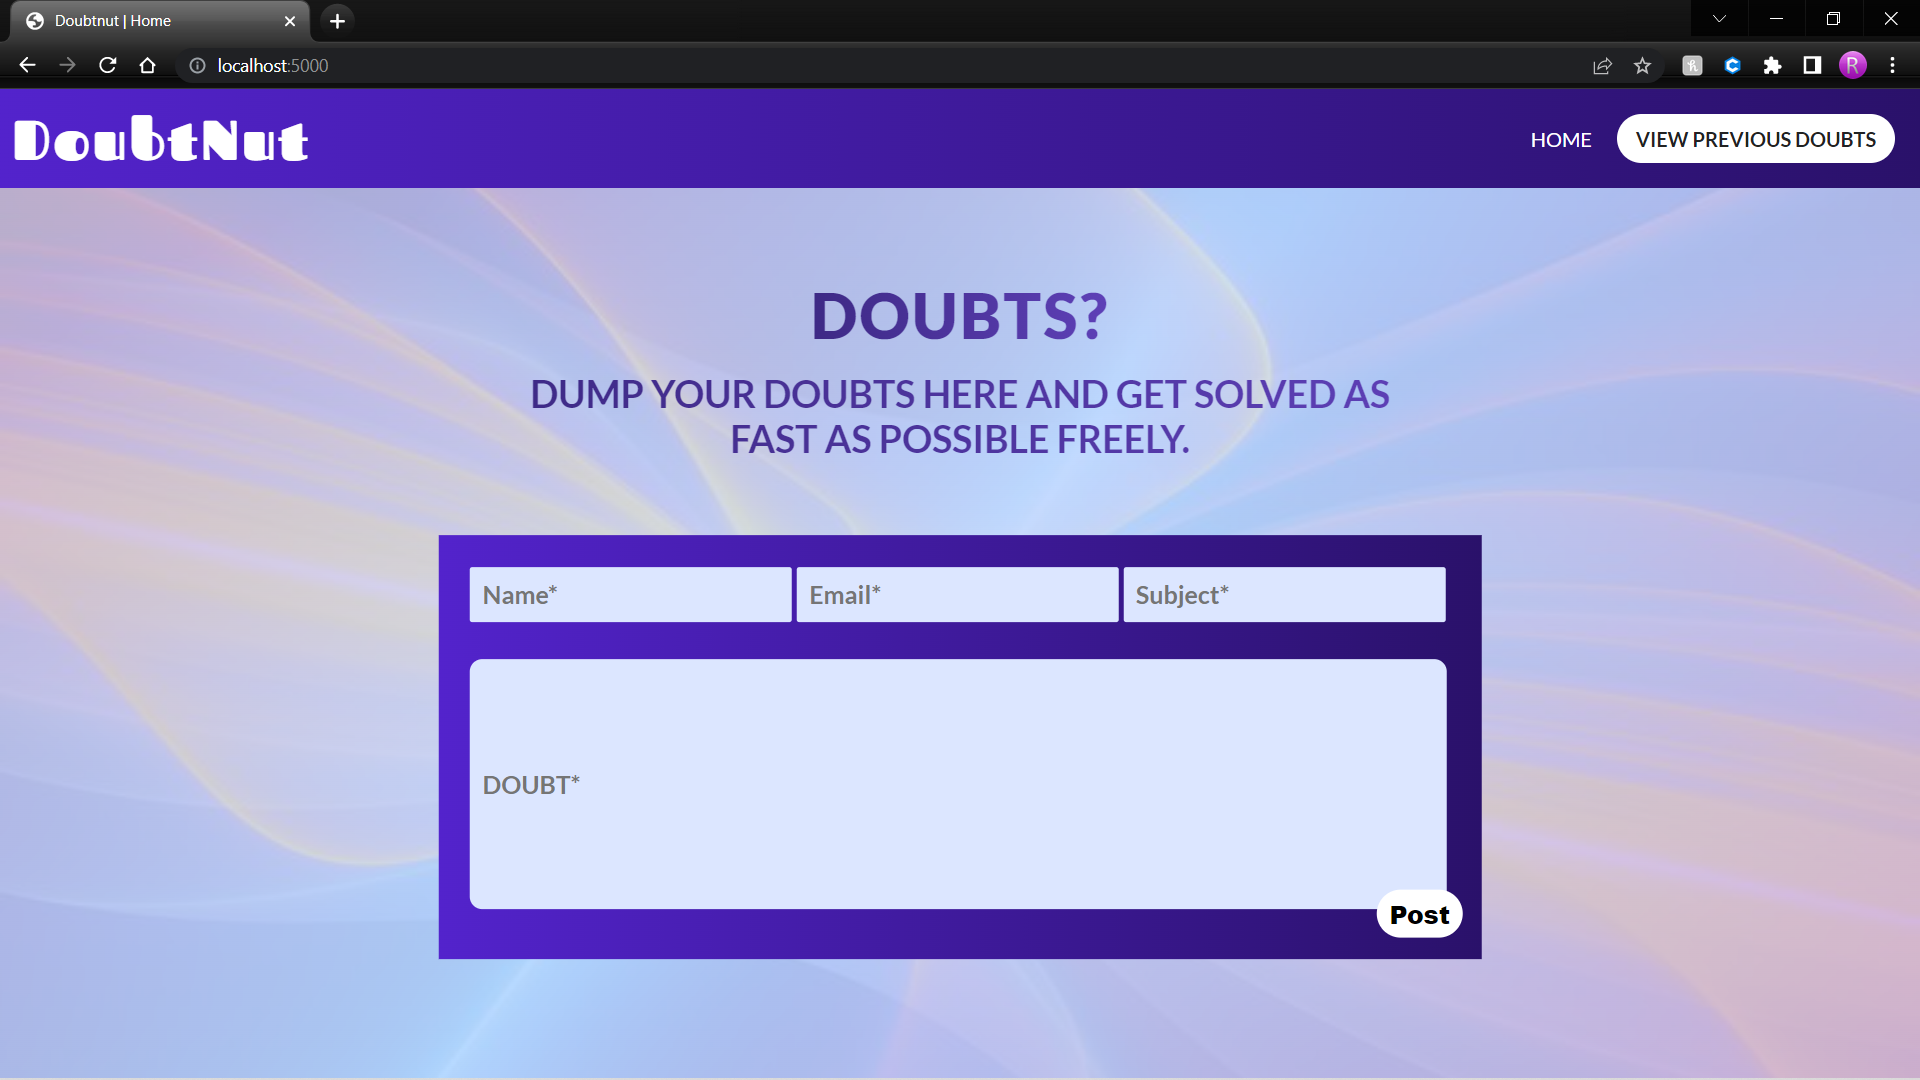 Doubtnut | Home
localhost:5000
R
DoubtNut
HOME
VIEW PREVIOUS DOUBTS
DOUBTS?
DUMP YOUR DOUBTS HERE AND GET SOLVED AS
FAST AS POSSIBLE FREELY.
Name*
Email*
Subject*
DOUBT*
Post